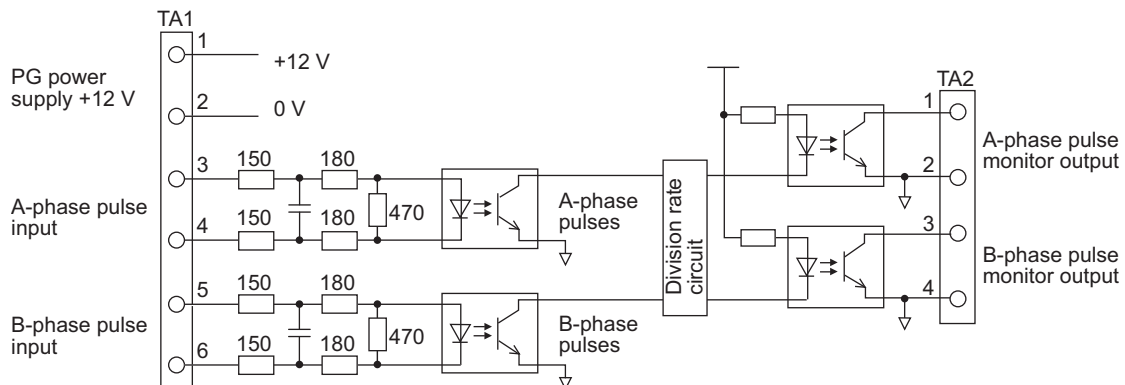 TA1
1
+12 V
PG power
supply +12 V
2
0 V
TA2
1
A-phase pulse
monitor output
2
3
150
180
A-phase pulse
input
470
A-phase
pulses
4
150
180
Division rate
circuit
3
B-phase pulse
monitor output
4
5
150
180
B-phase pulse
input
470
B-phase
pulses
6
150
180